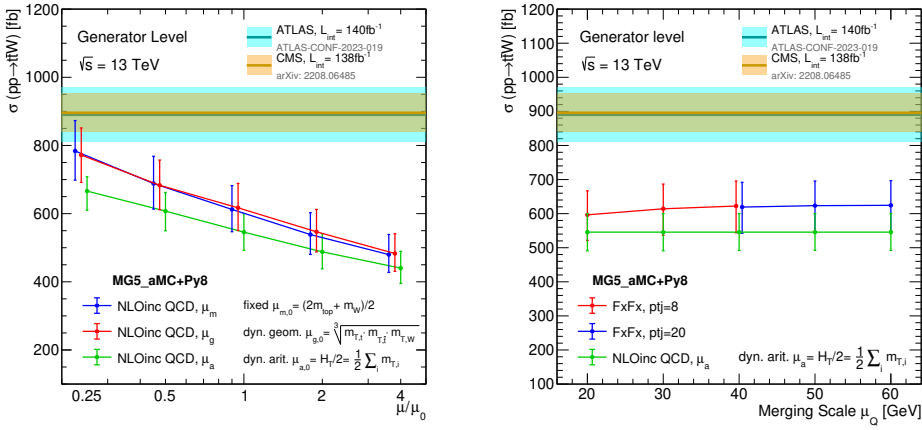 σ (pp→tt̄W) [fb]
1200
1000
800
600
400
200
Generator Level
√s = 13 TeV
ATLAS, L_int = 140fb⁻¹
ATLAS-CONF-2023-019
CMS, L_int = 138fb⁻¹
arXiv: 2208.06485
MG5_aMC+Py8
NLOinc QCD, μ_m fixed μ_m,0 = (2m_top + m_W)/2
NLOinc QCD, μ_g dyn. geom. μ_g,0 = ∛(m_T,t · m_T,t̄ · m_T,W)
NLOinc QCD, μ_a dyn. arit. μ_a,0 = H_T/2= 1/2 ∑_i m_T,i
0.25 0.5 1 2 4
μ/μ_0
σ (pp→tt̄W) [fb]
1200
1100
1000
900
800
700
600
500
400
300
200
100
Generator level
√s = 13 TeV
ATLAS, L_int = 140fb⁻¹
ATLAS-CONF-2023-019
CMS, L_int = 138fb⁻¹
arXiv: 2208.06485
MG5_aMC+Py8
FxFx, ptj=8
FxFx, ptj=20
NLOinc QCD, μ_a dyn. arit. μ_a = H_T/2= 1/2 ∑_i m_T,i
20 30 40 50 60
Merging Scale μ_Q [GeV]